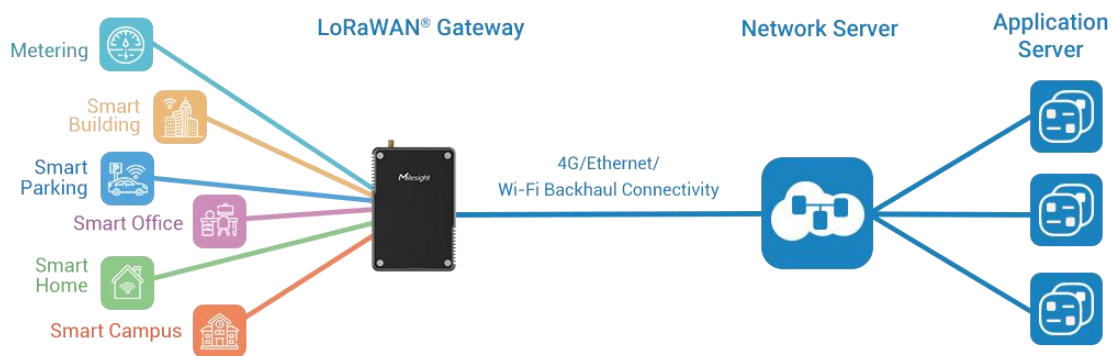 LoRaWAN® Gateway
Network Server
Application
Server
Metering
Smart
Building
Smart
Parking
P
Smart Office
Smart
Home
Smart Campus
Milesight
4G/Ethernet/
Wi-Fi Backhaul Connectivity